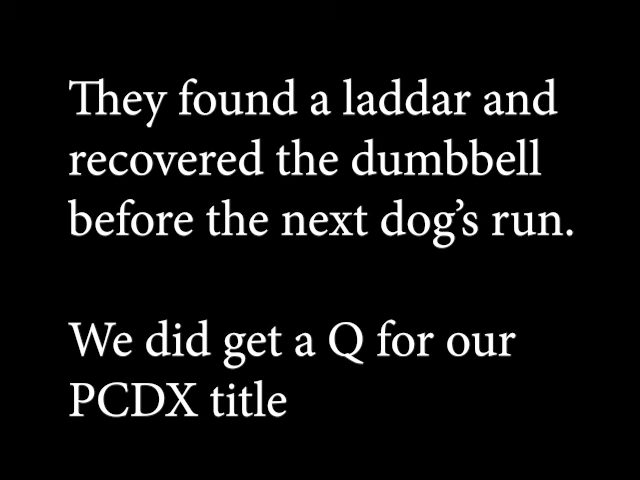 They found a laddar and
recovered the dumbbell
before the next dog’s run.
We did get a Q for our
PCDX title